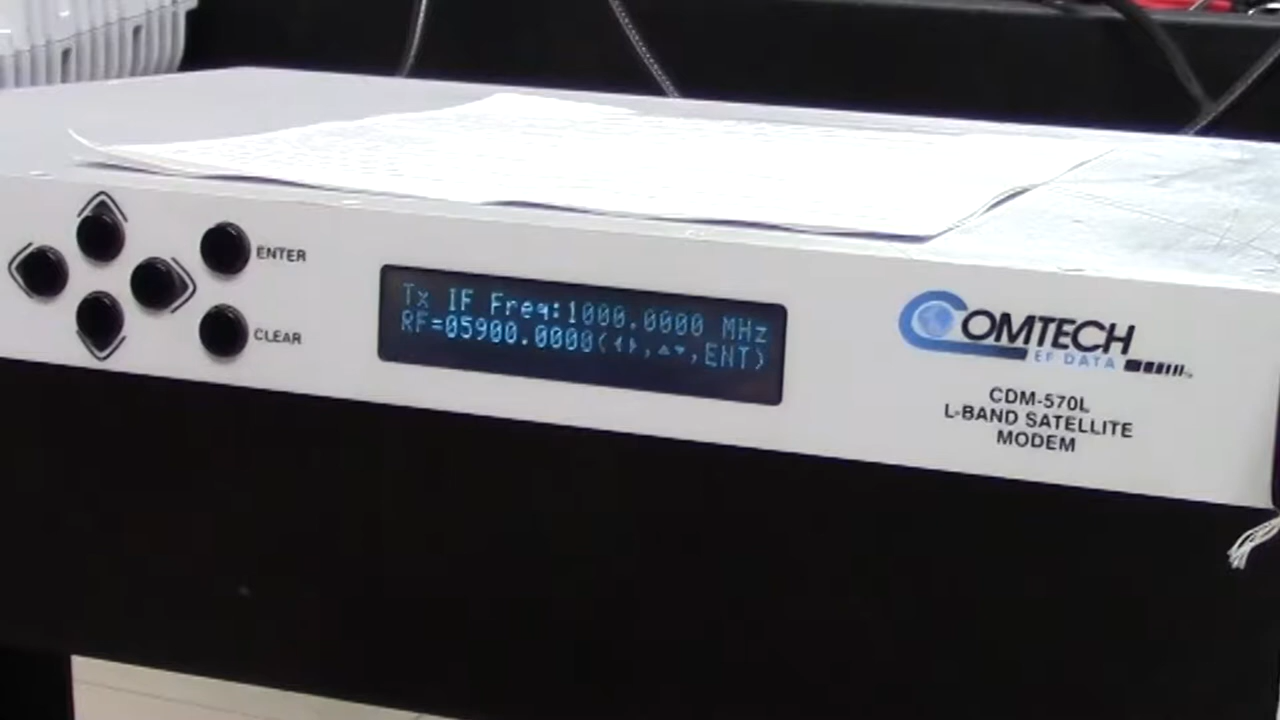 ENTER
CLEAR
Tx IF Freq:1000.0000 MHz
RF=05900.0000(◂ ▸,▴ ▾,ENT)
COMTECH
EF DATA
CDM-570L
L-BAND SATELLITE
MODEM